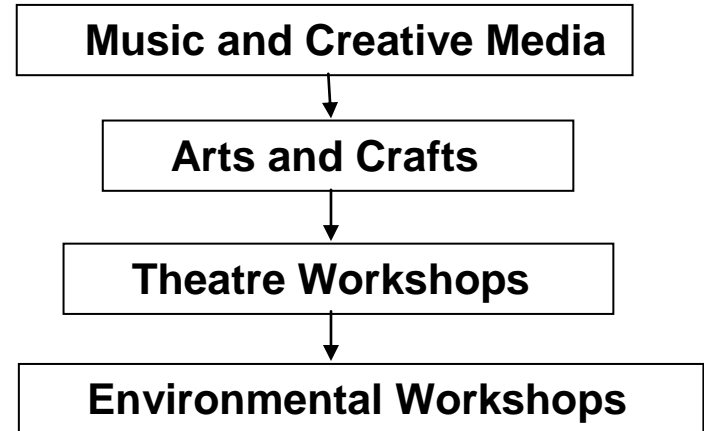 Music and Creative Media
Arts and Crafts
Theatre Workshops
Environmental Workshops